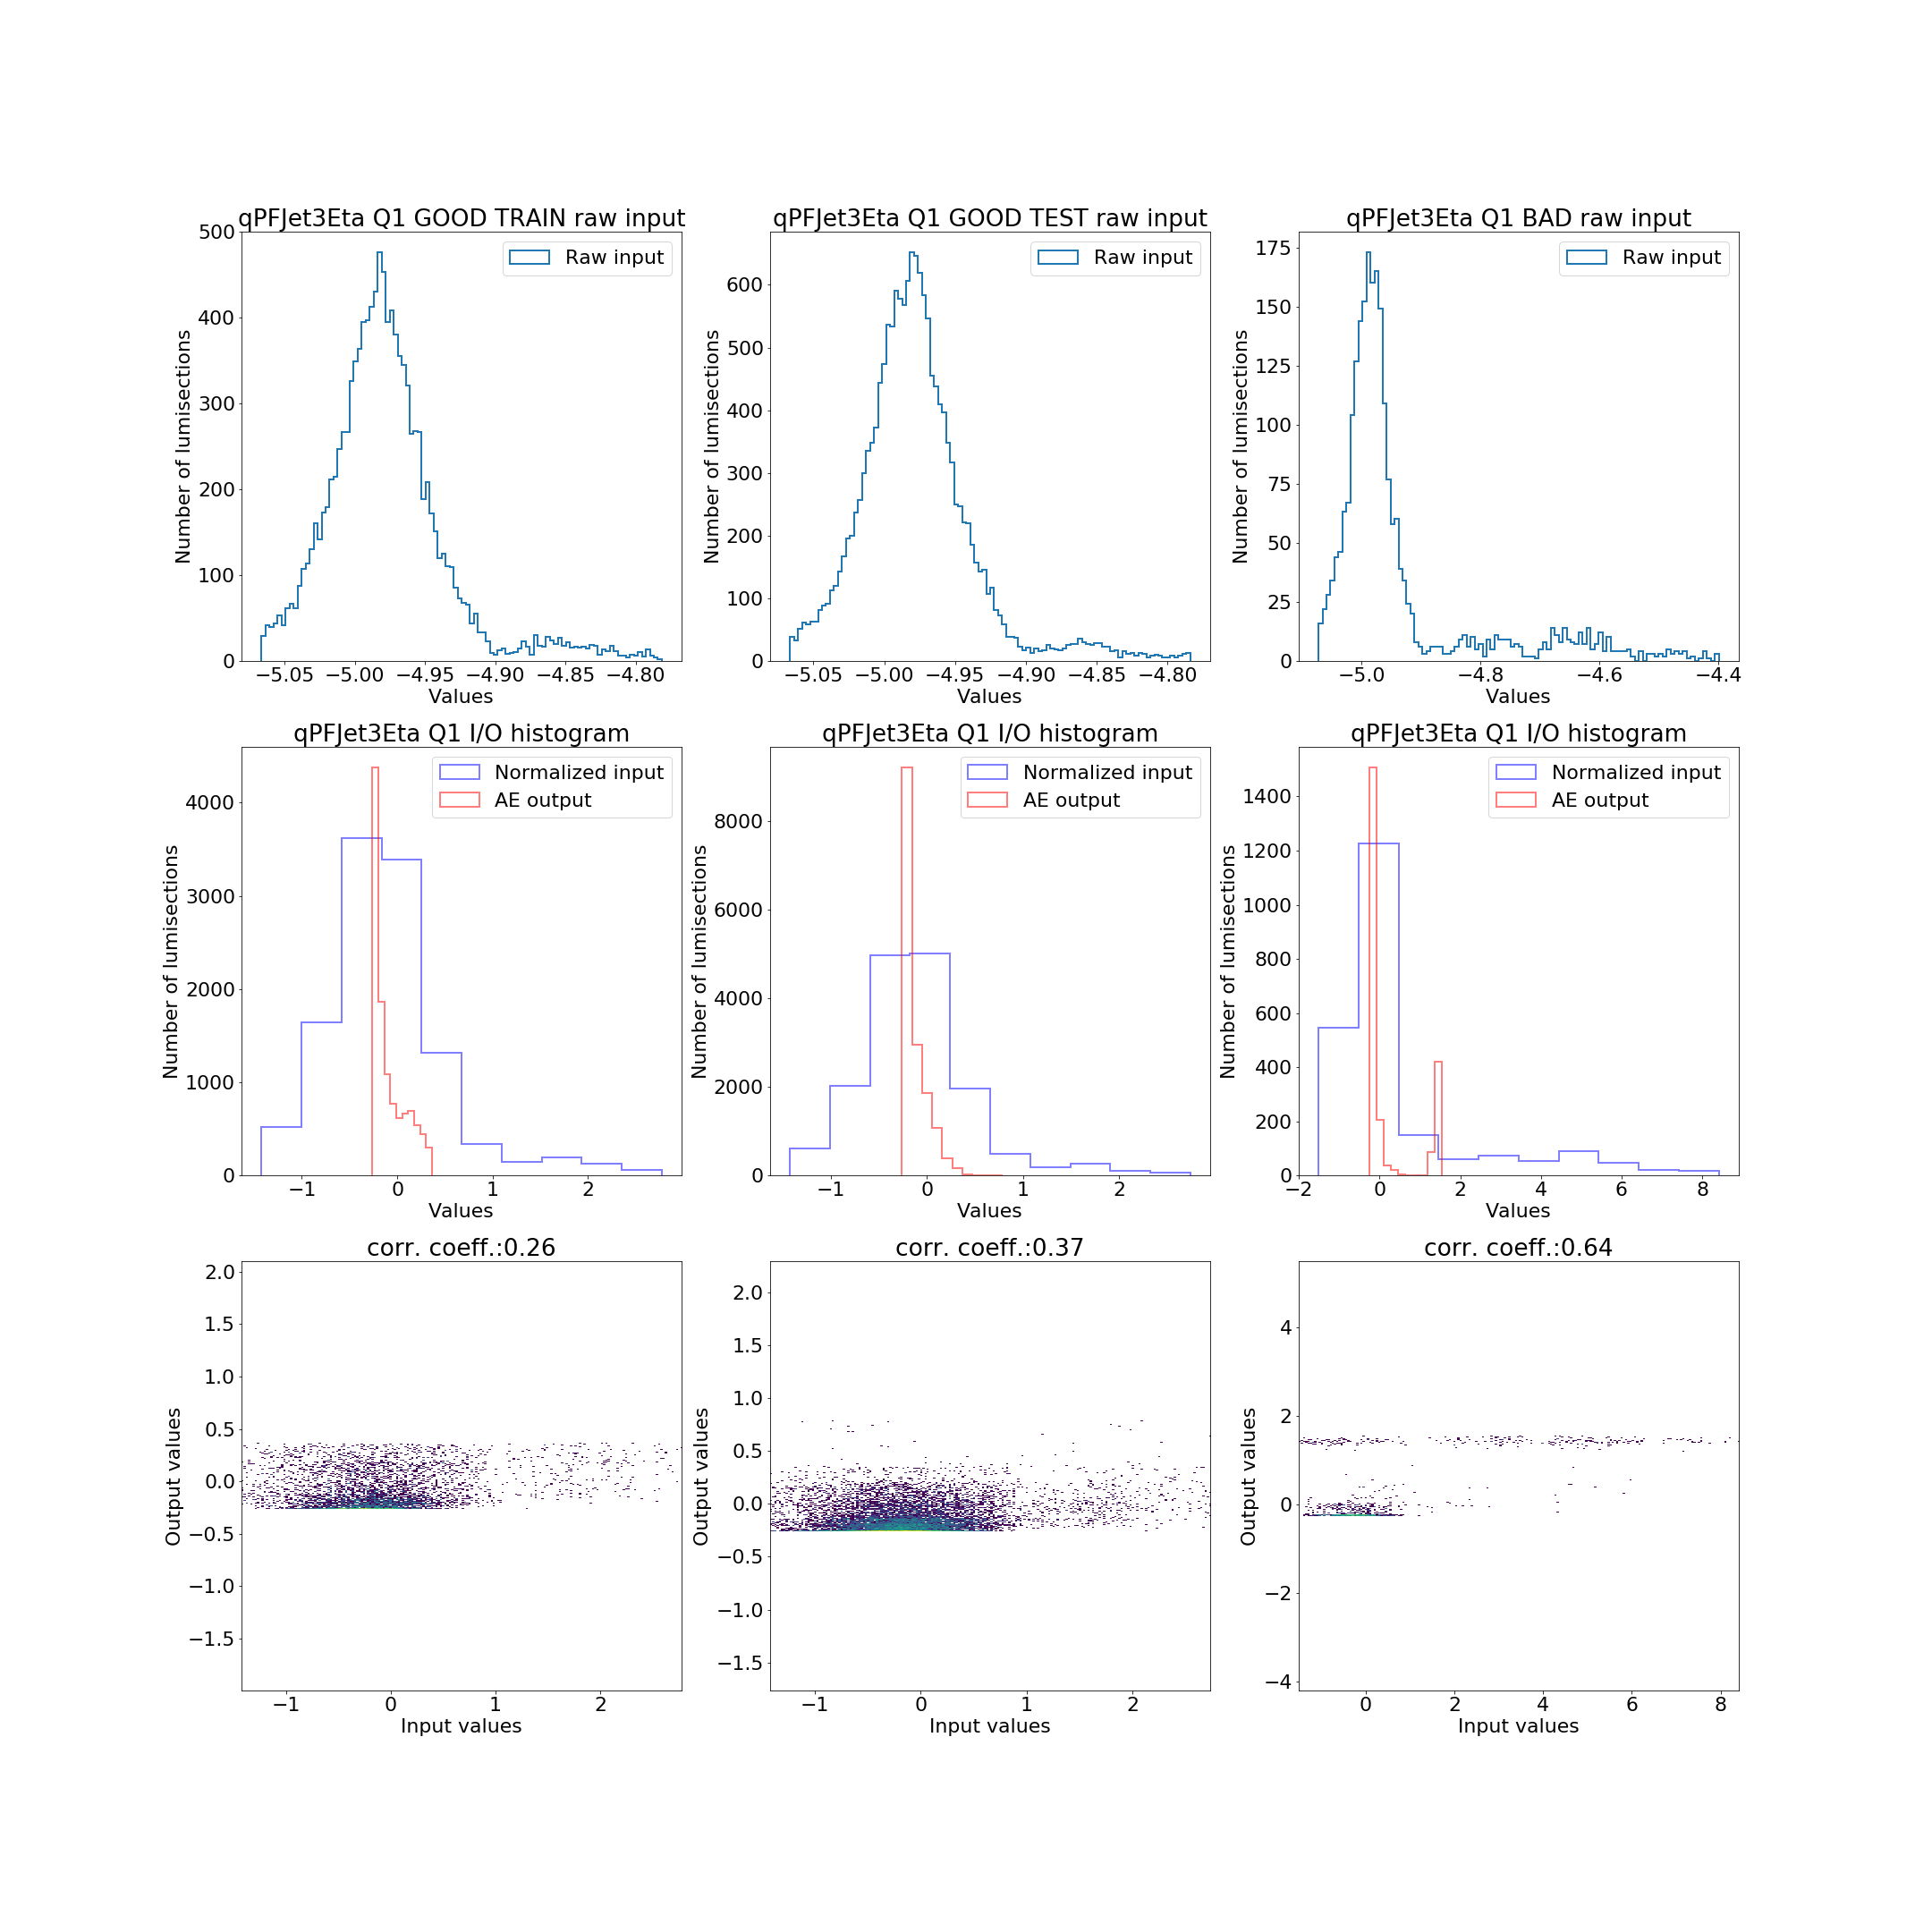 qPFJet3Eta Q1 GOOD TRAIN raw input
500
400
300
200
100
0
Number of lumisections
Raw input
−5.05 −5.00 −4.95 −4.90 −4.85 −4.80
Values
qPFJet3Eta Q1 GOOD TEST raw input
600
500
400
300
200
100
0
Number of lumisections
Raw input
−5.05 −5.00 −4.95 −4.90 −4.85 −4.80
Values
qPFJet3Eta Q1 BAD raw input
175
150
125
100
75
50
25
0
Number of lumisections
Raw input
−5.0 −4.8 −4.6 −4.4
Values
qPFJet3Eta Q1 I/O histogram
4000
3000
2000
1000
0
Number of lumisections
Normalized input
AE output
−1 0 1 2
Values
qPFJet3Eta Q1 I/O histogram
8000
6000
4000
2000
0
Number of lumisections
Normalized input
AE output
−1 0 1 2
Values
qPFJet3Eta Q1 I/O histogram
1400
1200
1000
800
600
400
200
0
Number of lumisections
Normalized input
AE output
−2 0 2 4 6 8
Values
corr. coeff.:0.26
2.0
1.5
1.0
0.5
0.0
−0.5
−1.0
−1.5
Output values
−1 0 1 2
Input values
corr. coeff.:0.37
2.0
1.5
1.0
0.5
0.0
−0.5
−1.0
−1.5
Output values
−1 0 1 2
Input values
corr. coeff.:0.64
4
2
0
−2
−4
Output values
0 2 4 6 8
Input values